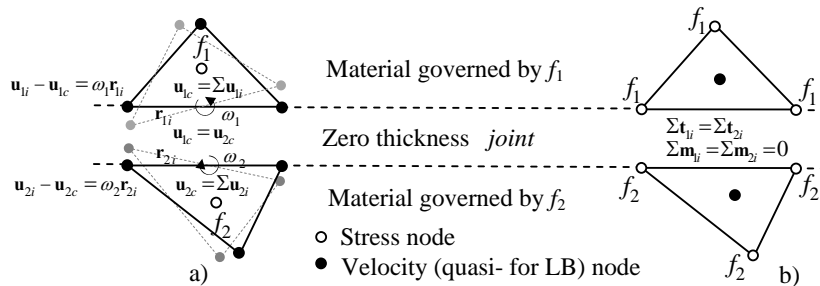 f₁
f₁
f₁
f₁
u₁ᵢ − u₁c = ω₁r₁ᵢ
u₁c = Σu₁ᵢ
r₁ᵢ
ω₁
Material governed by f₁
u₁c = u₂c
Zero thickness joint
Σt₁ᵢ = Σt₂ᵢ
Σm₁ᵢ = Σm₂ᵢ = 0
r₂ᵢ
ω₂
u₂ᵢ − u₂c = ω₂r₂ᵢ
u₂c = Σu₂ᵢ
f₂
Material governed by f₂
f₂
f₂
f₂
Stress node
Velocity (quasi- for LB) node
a)
b)